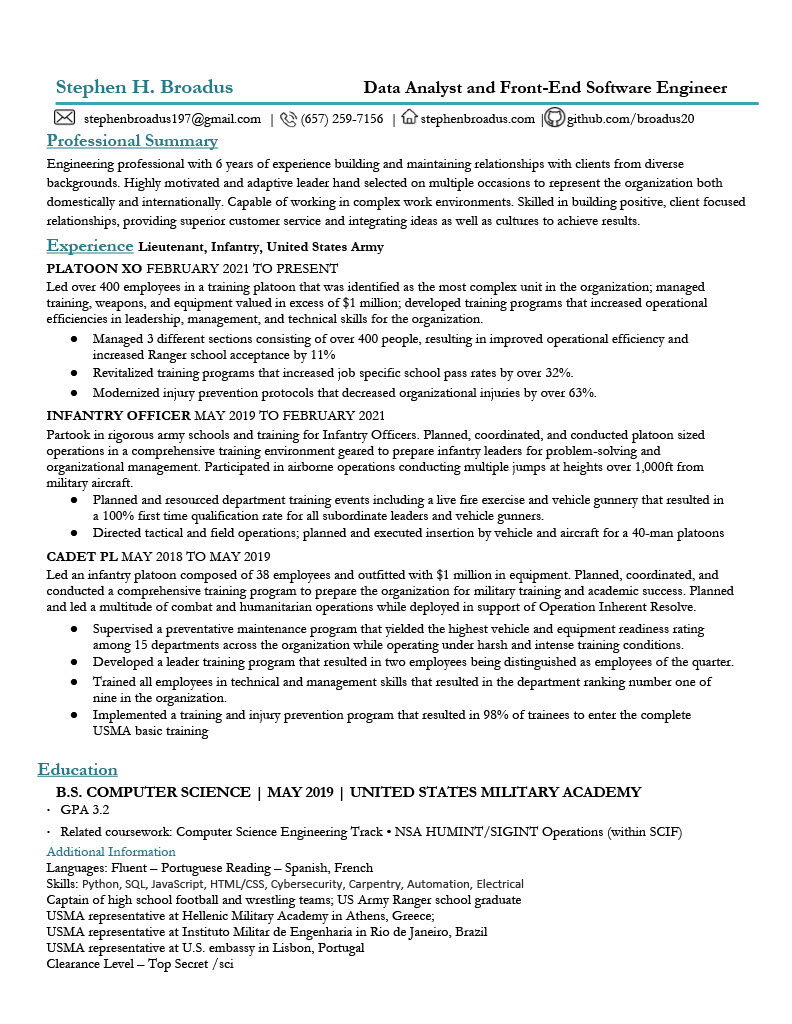 Stephen H. Broadus Data Analyst and Front-End Software Engineer
stephenbroadus197@gmail.com | (657) 259-7156 | stephenbroadus.com | github.com/broadus20
Professional Summary
Engineering professional with 6 years of experience building and maintaining relationships with clients from diverse
backgrounds. Highly motivated and adaptive leader hand selected on multiple occasions to represent the organization both
domestically and internationally. Capable of working in complex work environments. Skilled in building positive, client focused
relationships, providing superior customer service and integrating ideas as well as cultures to achieve results.
Experience Lieutenant, Infantry, United States Army
PLATOON XO FEBRUARY 2021 TO PRESENT
Led over 400 employees in a training platoon that was identified as the most complex unit in the organization; managed
training, weapons, and equipment valued in excess of $1 million; developed training programs that increased operational
efficiencies in leadership, management, and technical skills for the organization.
● Managed 3 different sections consisting of over 400 people, resulting in improved operational efficiency and
increased Ranger school acceptance by 11%
● Revitalized training programs that increased job specific school pass rates by over 32%.
● Modernized injury prevention protocols that decreased organizational injuries by over 63%.
INFANTRY OFFICER MAY 2019 TO FEBRUARY 2021
Partook in rigorous army schools and training for Infantry Officers. Planned, coordinated, and conducted platoon sized
operations in a comprehensive training environment geared to prepare infantry leaders for problem-solving and
organizational management. Participated in airborne operations conducting multiple jumps at heights over 1,000ft from
military aircraft.
● Planned and resourced department training events including a live fire exercise and vehicle gunnery that resulted in
a 100% first time qualification rate for all subordinate leaders and vehicle gunners.
● Directed tactical and field operations; planned and executed insertion by vehicle and aircraft for a 40-man platoons
CADET PL MAY 2018 TO MAY 2019
Led an infantry platoon composed of 38 employees and outfitted with $1 million in equipment. Planned, coordinated, and
conducted a comprehensive training program to prepare the organization for military training and academic success. Planned
and led a multitude of combat and humanitarian operations while deployed in support of Operation Inherent Resolve.
● Supervised a preventative maintenance program that yielded the highest vehicle and equipment readiness rating
among 15 departments across the organization while operating under harsh and intense training conditions.
● Developed a leader training program that resulted in two employees being distinguished as employees of the quarter.
● Trained all employees in technical and management skills that resulted in the department ranking number one of
nine in the organization.
● Implemented a training and injury prevention program that resulted in 98% of trainees to enter the complete
USMA basic training
Education
B.S. COMPUTER SCIENCE | MAY 2019 | UNITED STATES MILITARY ACADEMY
· GPA 3.2
· Related coursework: Computer Science Engineering Track • NSA HUMINT/SIGINT Operations (within SCIF)
Additional Information
Languages: Fluent – Portuguese Reading – Spanish, French
Skills: Python, SQL, JavaScript, HTML/CSS, Cybersecurity, Carpentry, Automation, Electrical
Captain of high school football and wrestling teams; US Army Ranger school graduate
USMA representative at Hellenic Military Academy in Athens, Greece;
USMA representative at Instituto Militar de Engenharia in Rio de Janeiro, Brazil
USMA representative at U.S. embassy in Lisbon, Portugal
Clearance Level – Top Secret /sci